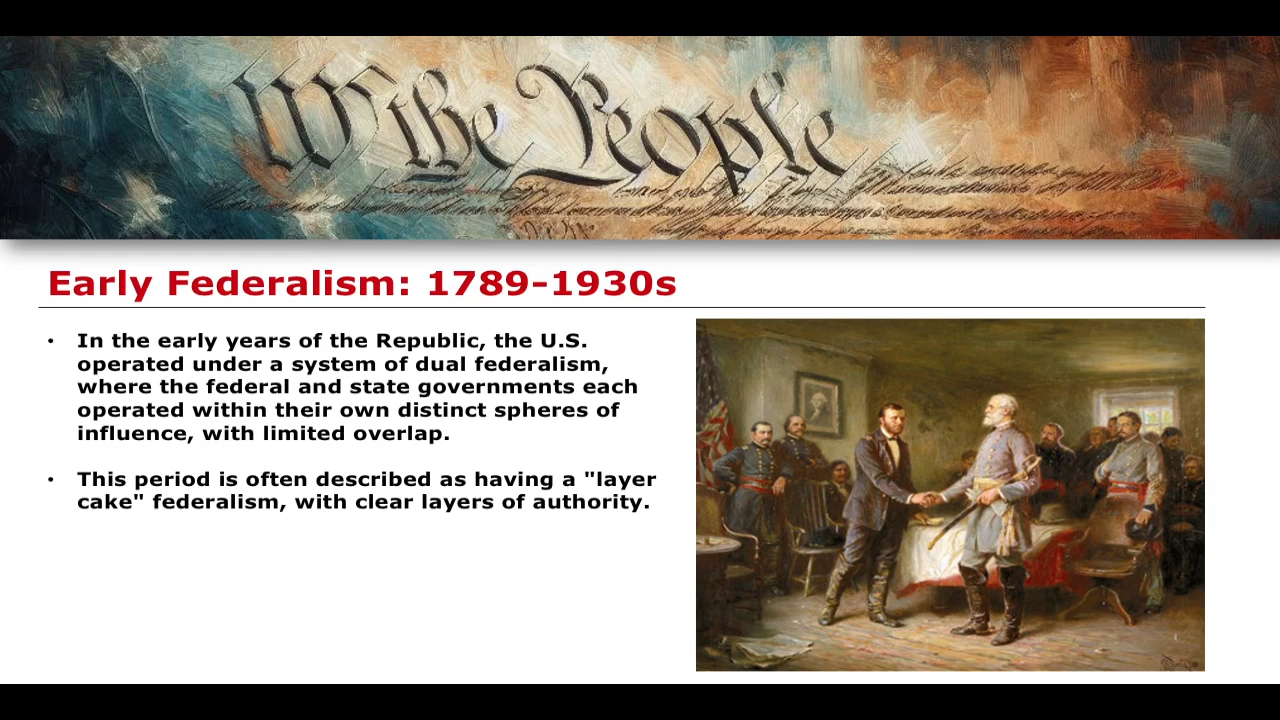 We the People
Early Federalism: 1789-1930s
• In the early years of the Republic, the U.S.
operated under a system of dual federalism,
where the federal and state governments each
operated within their own distinct spheres of
influence, with limited overlap.
• This period is often described as having a "layer
cake" federalism, with clear layers of authority.